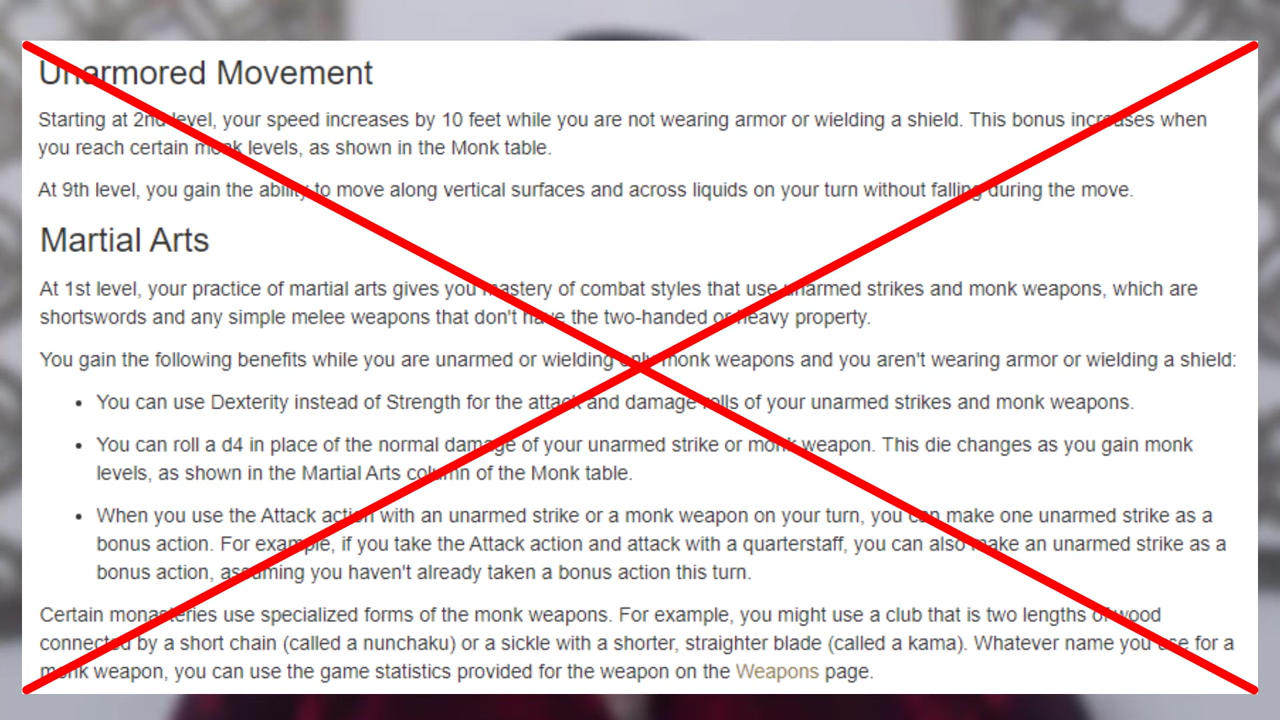 Unarmored Movement
Starting at 2nd level, your speed increases by 10 feet while you are not wearing armor or wielding a shield. This bonus increases when
you reach certain monk levels, as shown in the Monk table.
At 9th level, you gain the ability to move along vertical surfaces and across liquids on your turn without falling during the move.
Martial Arts
At 1st level, your practice of martial arts gives you mastery of combat styles that use unarmed strikes and monk weapons, which are
shortswords and any simple melee weapons that don't have the two-handed or heavy property.
You gain the following benefits while you are unarmed or wielding only monk weapons and you aren't wearing armor or wielding a shield:
• You can use Dexterity instead of Strength for the attack and damage rolls of your unarmed strikes and monk weapons.
• You can roll a d4 in place of the normal damage of your unarmed strike or monk weapon. This die changes as you gain monk
levels, as shown in the Martial Arts column of the Monk table.
• When you use the Attack action with an unarmed strike or a monk weapon on your turn, you can make one unarmed strike as a
bonus action. For example, if you take the Attack action and attack with a quarterstaff, you can also make an unarmed strike as a
bonus action, assuming you haven't already taken a bonus action this turn.
Certain monasteries use specialized forms of the monk weapons. For example, you might use a club that is two lengths of wood
connected by a short chain (called a nunchaku) or a sickle with a shorter, straighter blade (called a kama). Whatever name you use for a
monk weapon, you can use the game statistics provided for the weapon on the Weapons page.